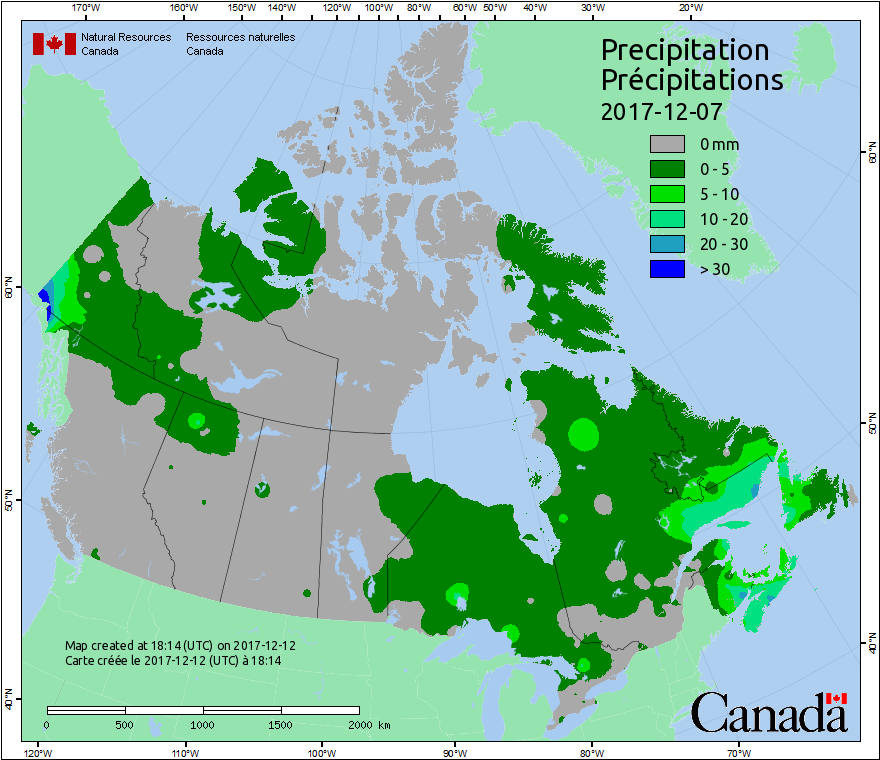 170°W 160°W 150°W 140°W 120°W 100°W 80°W 60°W 50°W 40°W 30°W 20°W
Natural Resources Ressources naturelles
Canada Canada
Precipitation
Précipitations
2017-12-07
0 mm
0 - 5
5 - 10
10 - 20
20 - 30
> 30
60°N
60°N
50°N
50°N
40°N
40°N
Map created at 18:14 (UTC) on 2017-12-12
Carte créée le 2017-12-12 (UTC) à 18:14
0 500 1000 1500 2000 km
Canada
120°W 110°W 100°W 90°W 80°W 70°W